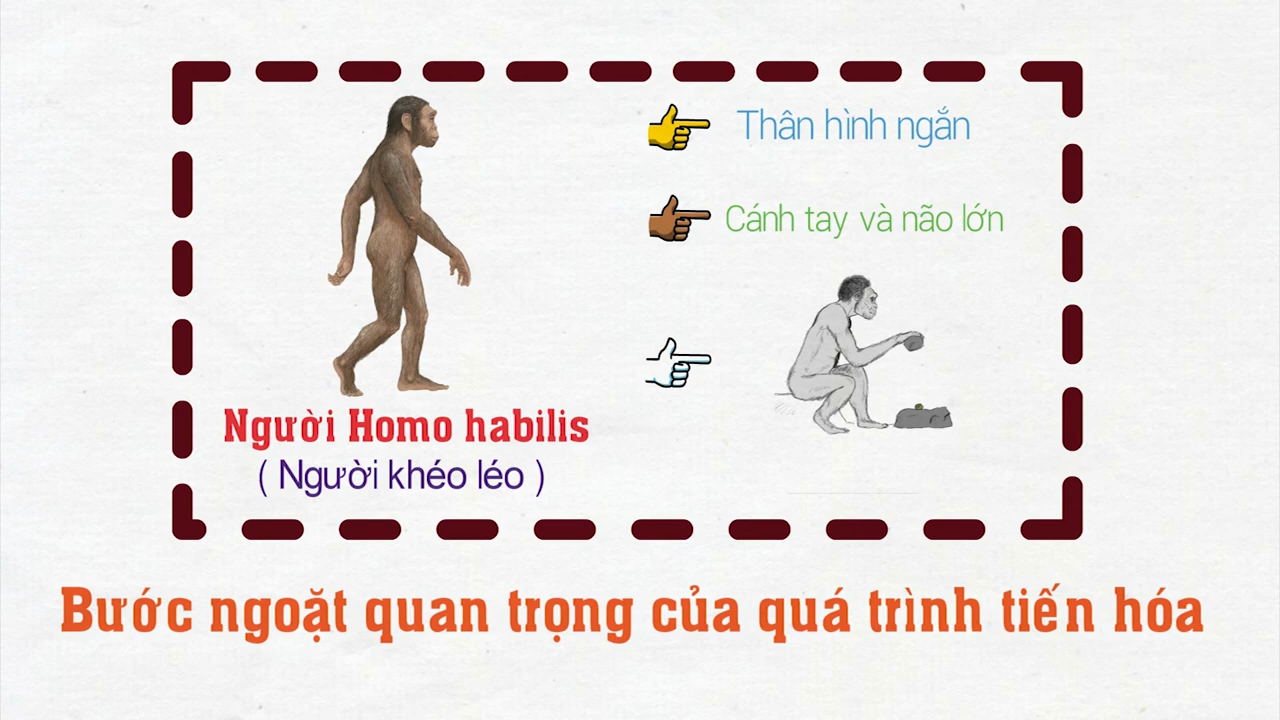 Thân hình ngắn
Cánh tay và não lớn
Người Homo habilis
( Người khéo léo )
Bước ngoặt quan trọng của quá trình tiến hóa